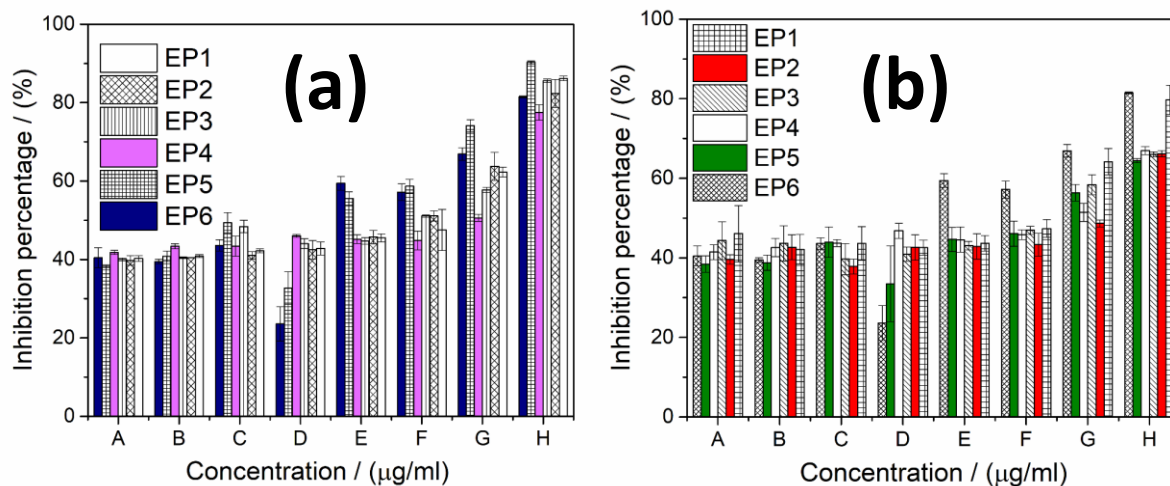 (a)
Inhibition percentage / (%)
100
80
60
40
20
0
EP1
EP2
EP3
EP4
EP5
EP6
A B C D E F G H
Concentration / (μg/ml)
(b)
Inhibition percentage / (%)
100
80
60
40
20
0
EP1
EP2
EP3
EP4
EP5
EP6
A B C D E F G H
Concentration / (μg/ml)